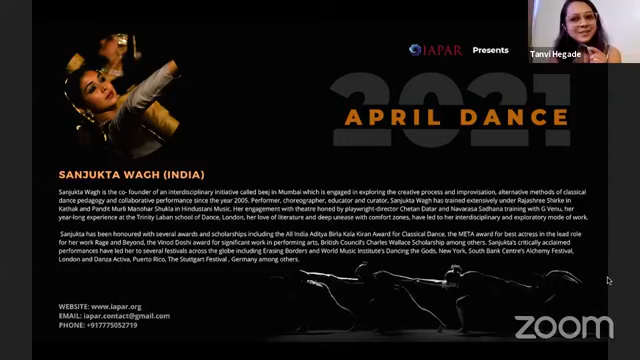 IAPAR Presents
Tanvi Hegade
2021
APRIL DANCE
SANJUKTA WAGH (INDIA)
Sanjukta Wagh is the co- founder of an interdisciplinary initiative called beej in Mumbai which is engaged in exploring the creative process and improvisation, alternative methods of classical
dance pedagogy and collaborative performance since the year 2005. Performer, choreographer, educator and curator, Sanjukta Wagh has trained extensively under Rajashree Shirke in
Kathak and Pandit Murli Manohar Shukla in Hindustani Music. Her engagement with theatre honed by playwright-director Chetan Datar and Navarasa Sadhana training with G Venu, her
year-long experience at the Trinity Laban school of Dance, London, her love of literature and deep unease with comfort zones, have led to her interdisciplinary and exploratory mode of work.
Sanjukta has been honoured with several awards and scholarships including the All India Aditya Birla Kala Kiran Award for Classical Dance, the META award for best actress in the lead role
for her work Rage and Beyond, the Vinod Doshi award for significant work in performing arts, British Council's Charles Wallace Scholarship among others. Sanjukta's critically acclaimed
performances have led her to several festivals across the globe including Erasing Borders and World Music Institute's Dancing the Gods, New York, South Bank Centre's Alchemy Festival,
London and Danza Activa, Puerto Rico, The Stuttgart Festival , Germany among others.
WEBSITE: www.iapar.org
EMAIL: iapar.contact@gmail.com
PHONE: +917775052719
zoom